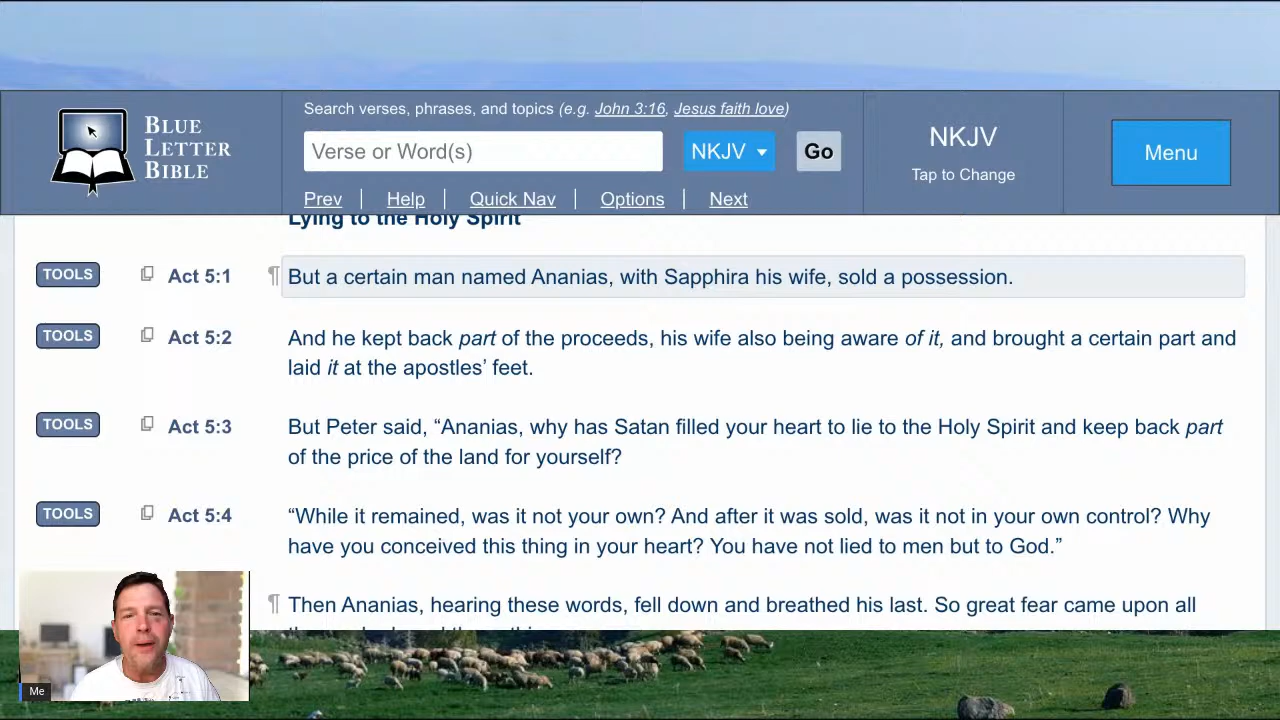 Search verses, phrases, and topics (e.g. John 3:16, Jesus faith love)
BLUE
LETTER
BIBLE
Verse or Word(s)
NKJV
Go
NKJV
Tap to Change
Menu
Prev
Help
Quick Nav
Options
Next
Lying to the Holy Spirit
TOOLS
Act 5:1
¶ But a certain man named Ananias, with Sapphira his wife, sold a possession.
TOOLS
Act 5:2
And he kept back part of the proceeds, his wife also being aware of it, and brought a certain part and
laid it at the apostles’ feet.
TOOLS
Act 5:3
But Peter said, “Ananias, why has Satan filled your heart to lie to the Holy Spirit and keep back part
of the price of the land for yourself?
TOOLS
Act 5:4
“While it remained, was it not your own? And after it was sold, was it not in your own control? Why
have you conceived this thing in your heart? You have not lied to men but to God.”
¶ Then Ananias, hearing these words, fell down and breathed his last. So great fear came upon all
Me